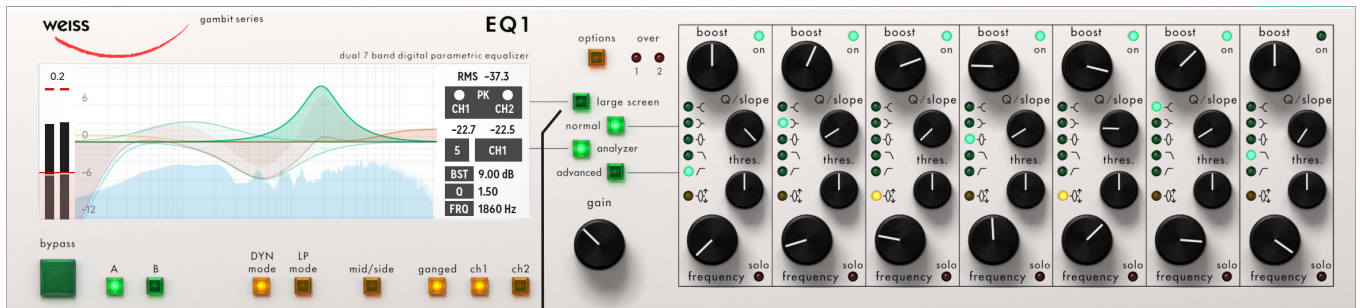 weiss
gambit series
EQ1
dual 7 band digital parametric equalizer
0.2
6
0
-6
-12
RMS -37.3
PK
CH1 CH2
-22.7 -22.5
5 CH1
BST 9.00 dB
Q 1.50
FRQ 1860 Hz
options
over
1 2
large screen
normal
analyzer
advanced
gain
bypass
A B
DYN mode
LP mode
mid/side
ganged
ch1
ch2
boost
on
Q/slope
thres.
frequency
solo
boost
on
Q/slope
thres.
frequency
solo
boost
on
Q/slope
thres.
frequency
solo
boost
on
Q/slope
thres.
frequency
solo
boost
on
Q/slope
thres.
frequency
solo
boost
on
Q/slope
thres.
frequency
solo
boost
on
Q/slope
thres.
frequency
solo